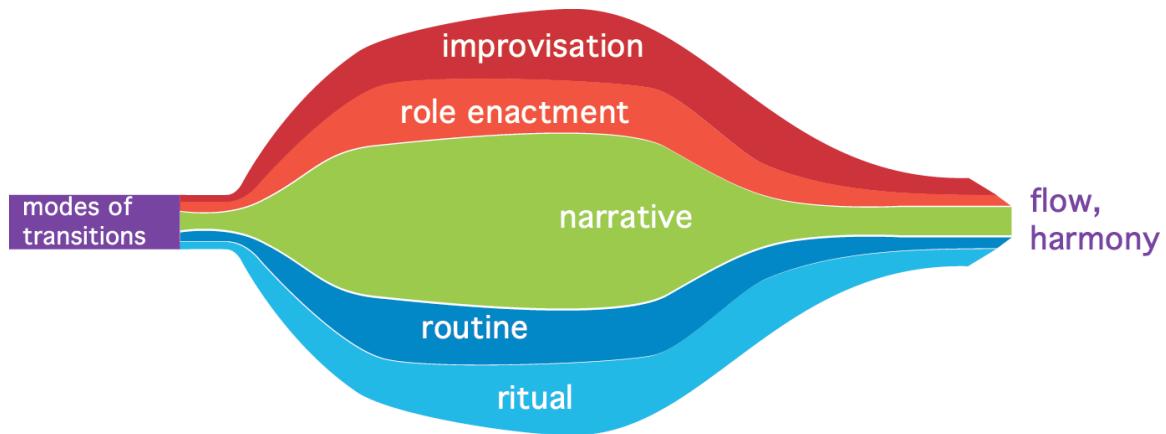 improvisation
role enactment
modes of
transitions
narrative
flow,
harmony
routine
ritual